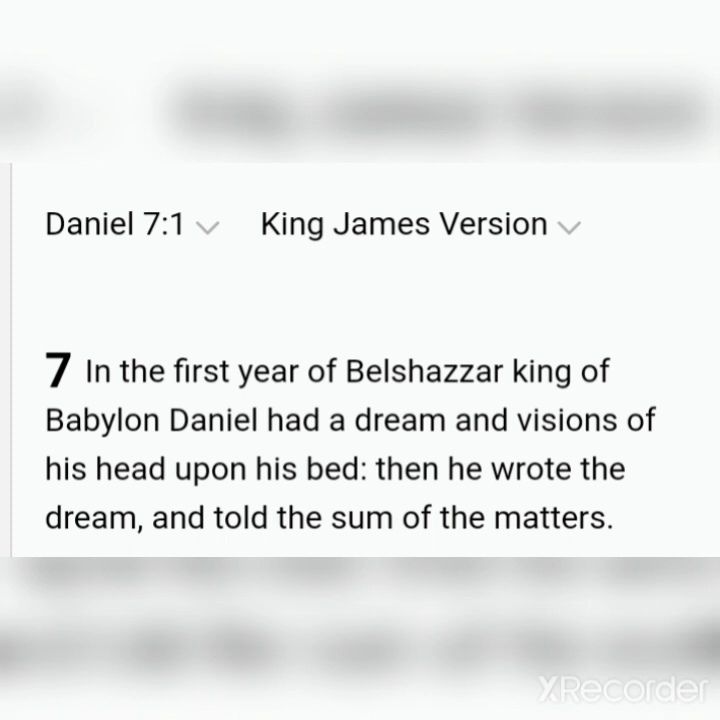 Daniel 7:1 King James Version
7 In the first year of Belshazzar king of
Babylon Daniel had a dream and visions of
his head upon his bed: then he wrote the
dream, and told the sum of the matters.
XRecorder